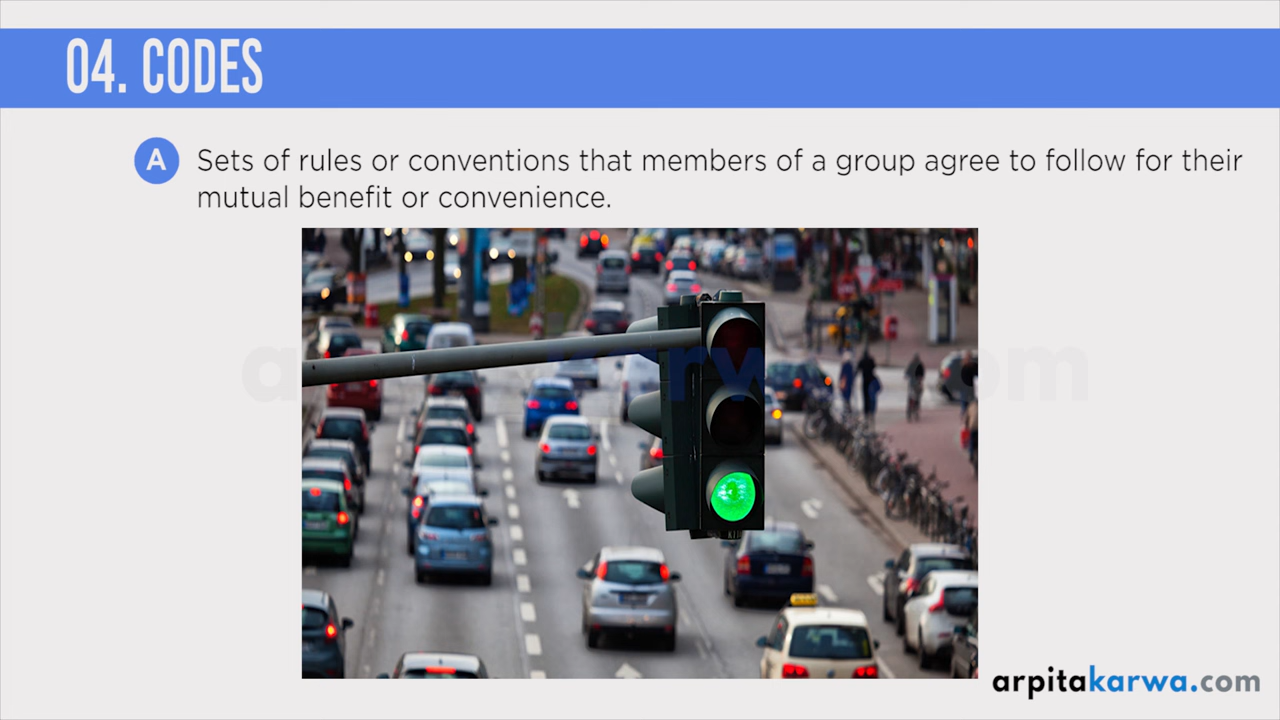 04. CODES
A Sets of rules or conventions that members of a group agree to follow for their
mutual benefit or convenience.
arpitakarwa.com